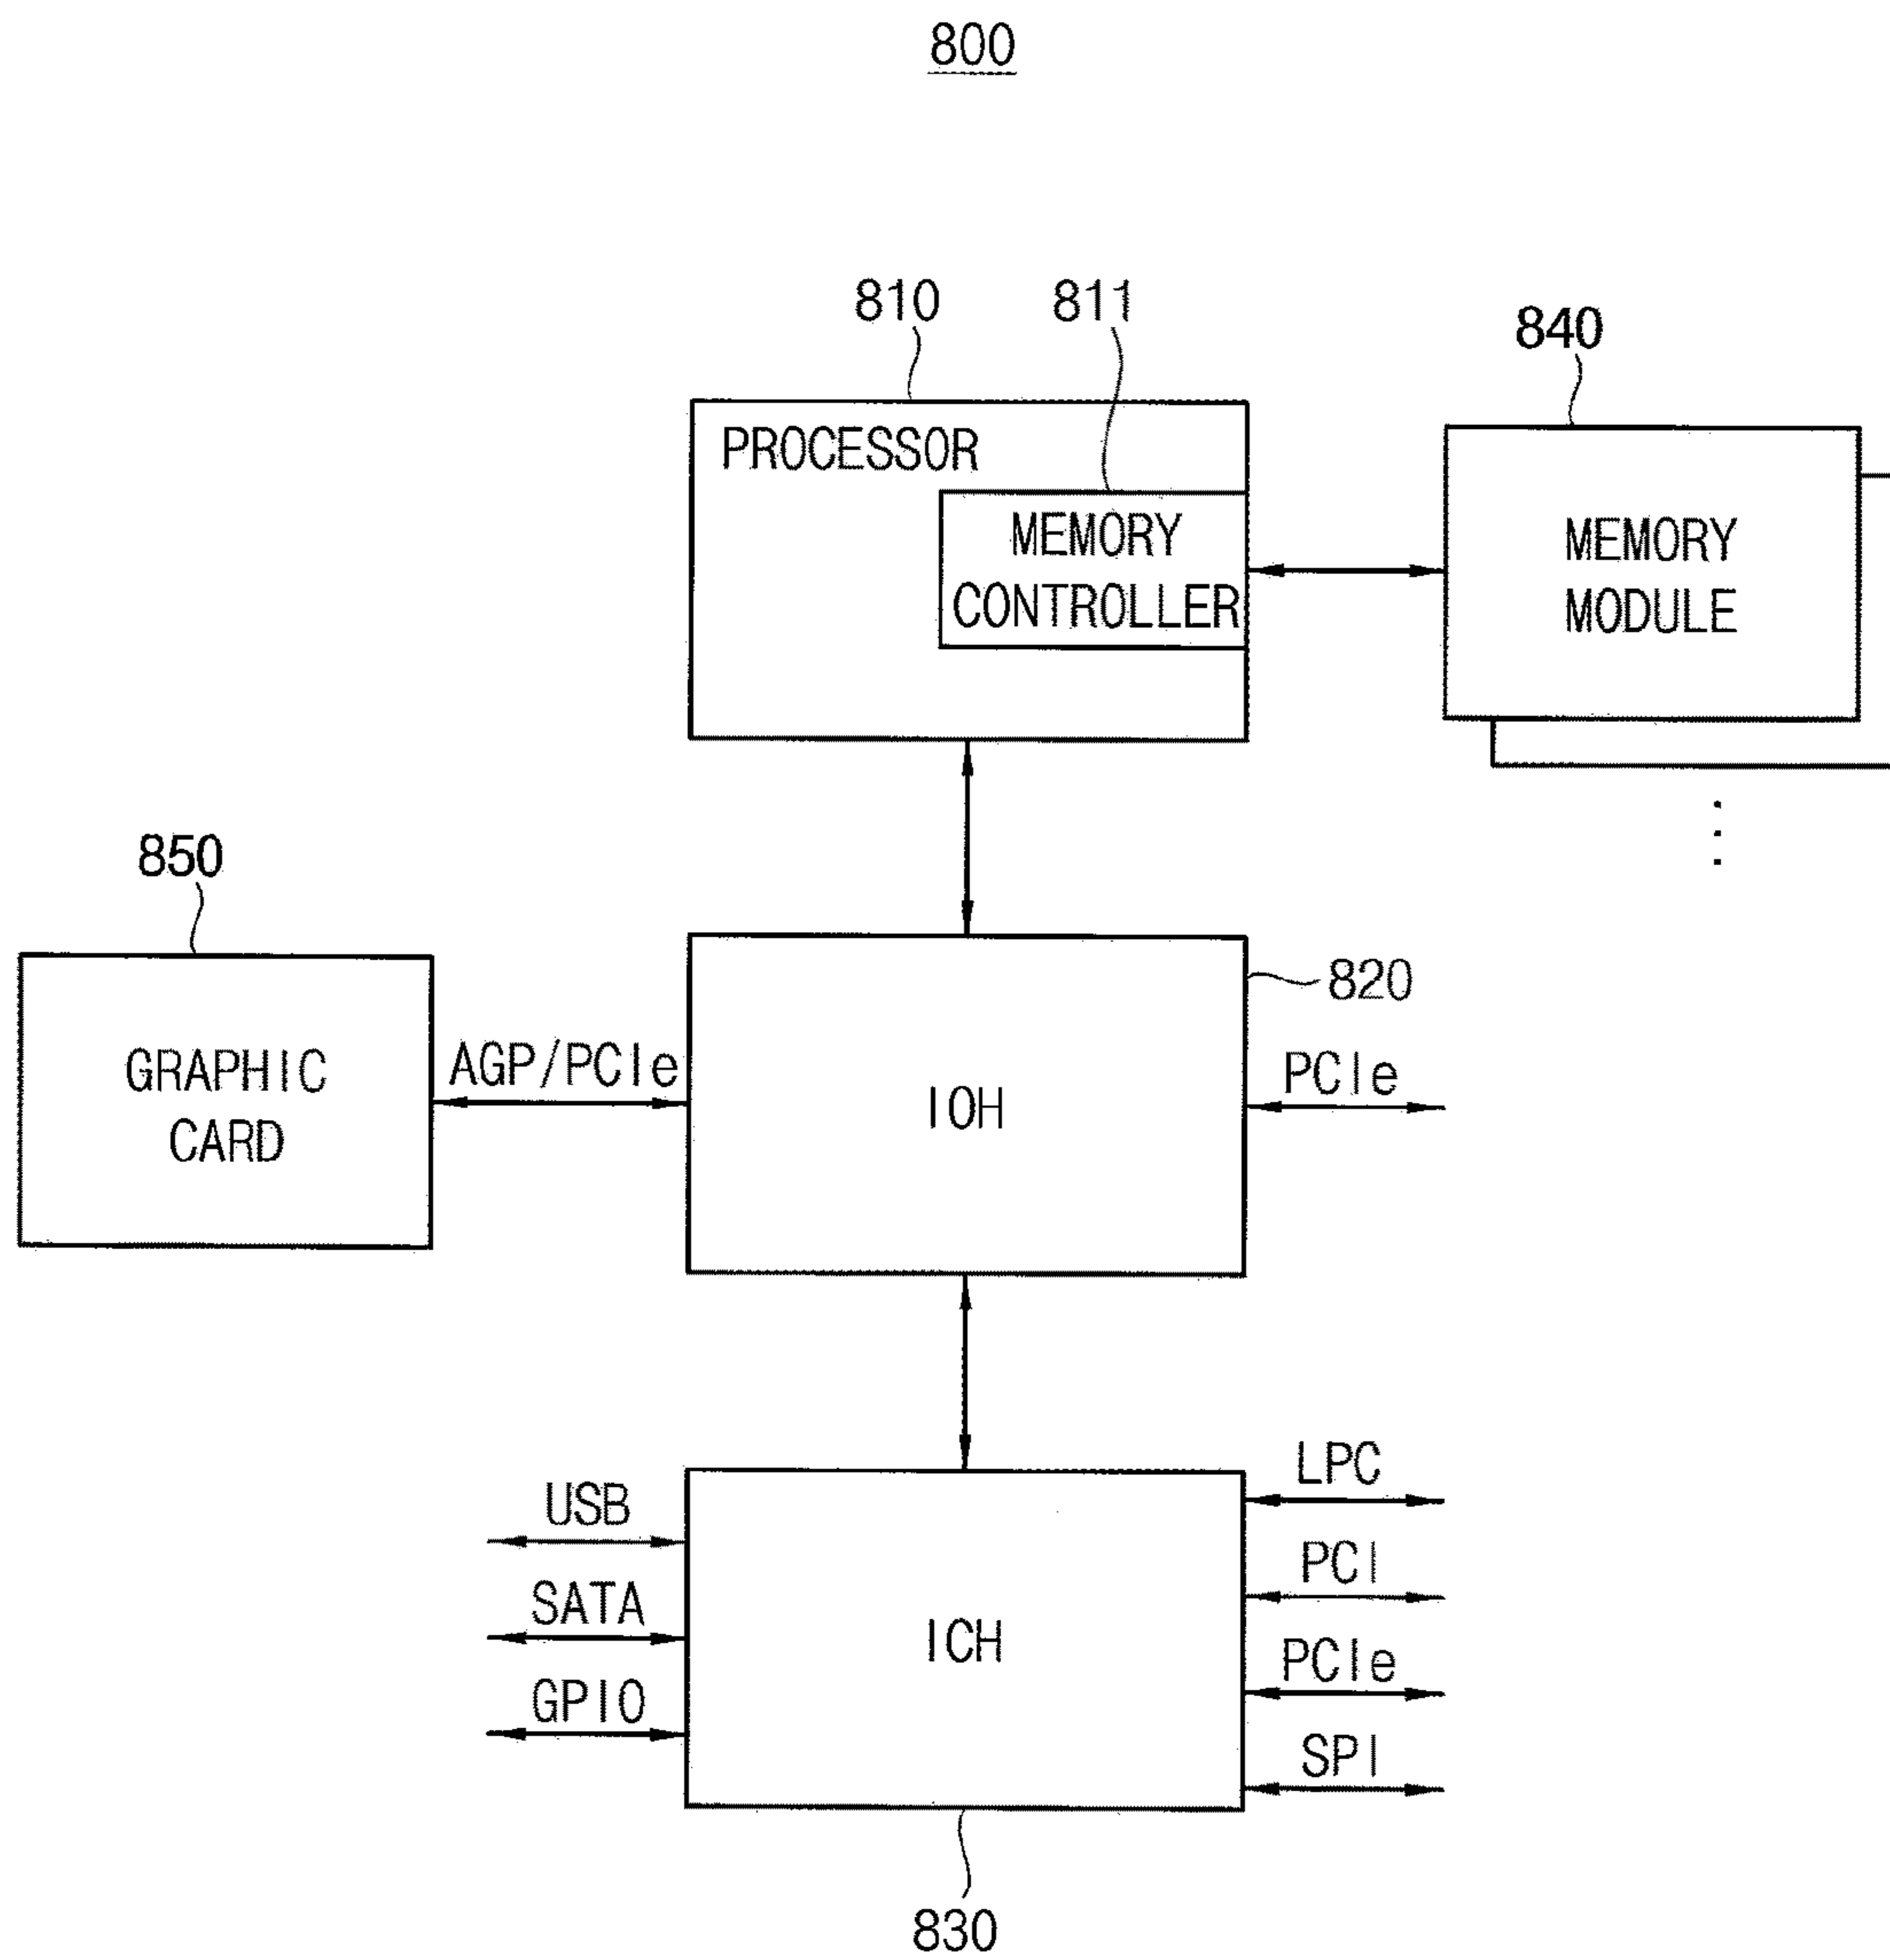 800
810
811
840
PROCESSOR
MEMORY
CONTROLLER
MEMORY
MODULE
850
820
GRAPHIC
CARD
AGP/PCIe
IOH
PCIe
USB
SATA
GPIO
ICH
LPC
PCI
PCIe
SPI
830